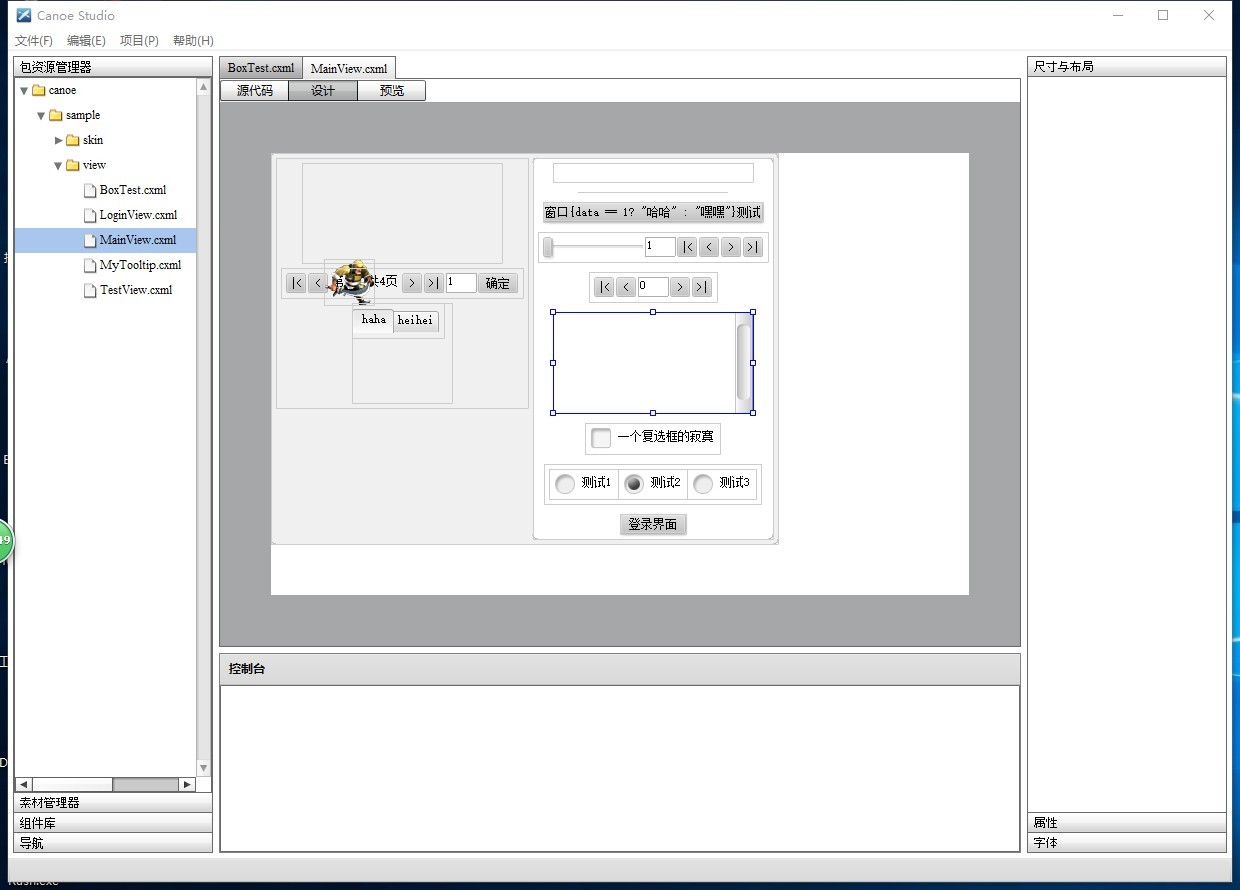 Canoe Studio
文件(F) 编辑(E) 项目(P) 帮助(H)
包资源管理器
canoe
sample
skin
view
BoxTest.cxml
LoginView.cxml
MainView.cxml
MyTooltip.cxml
TestView.cxml
素材管理器
组件库
导航
BoxTest.cxml MainView.cxml
源代码 设计 预览
|< < 共4页 > >| 1 确定
haha heihei
窗口{data == 1? "哈哈" : "嘿嘿"}测试
1 |< < > >|
|< < 0 > >|
一个复选框的寂寞
测试1 测试2 测试3
登录界面
控制台
尺寸与布局
属性
字体
49